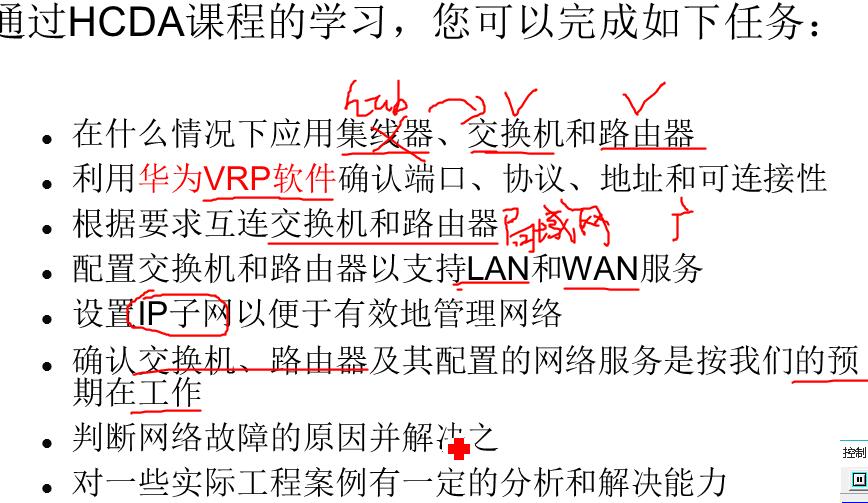 通过HCDA课程的学习，您可以完成如下任务：
hub
在什么情况下应用集线器、交换机和路由器
利用华为VRP软件确认端口、协议、地址和可连接性
根据要求互连交换机和路由器 局域网 广
配置交换机和路由器以支持LAN和WAN服务
设置IP子网以便于有效地管理网络
确认交换机、路由器及其配置的网络服务是按我们的预
期在工作
判断网络故障的原因并解决之
对一些实际工程案例有一定的分析和解决能力
控制